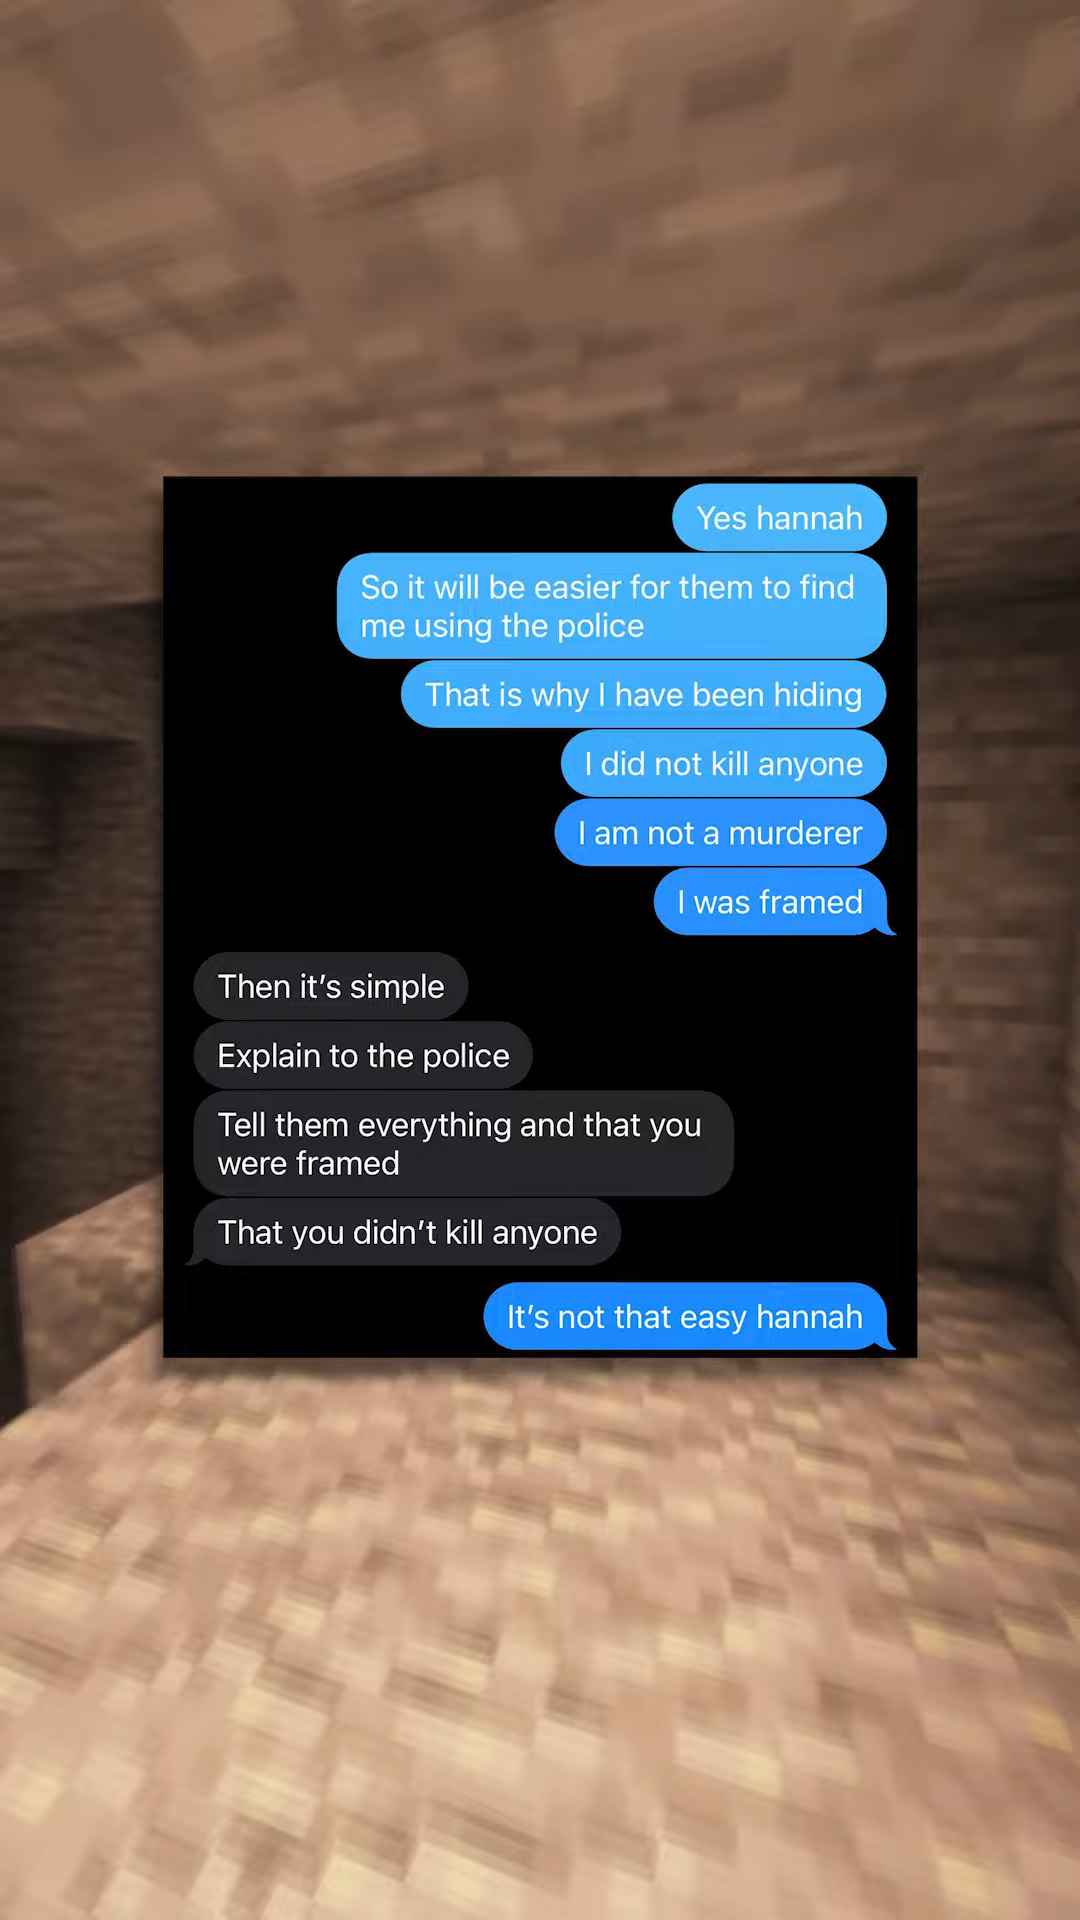 Yes hannah
So it will be easier for them to find
me using the police
That is why I have been hiding
I did not kill anyone
I am not a murderer
I was framed
Then it’s simple
Explain to the police
Tell them everything and that you
were framed
That you didn’t kill anyone
It’s not that easy hannah